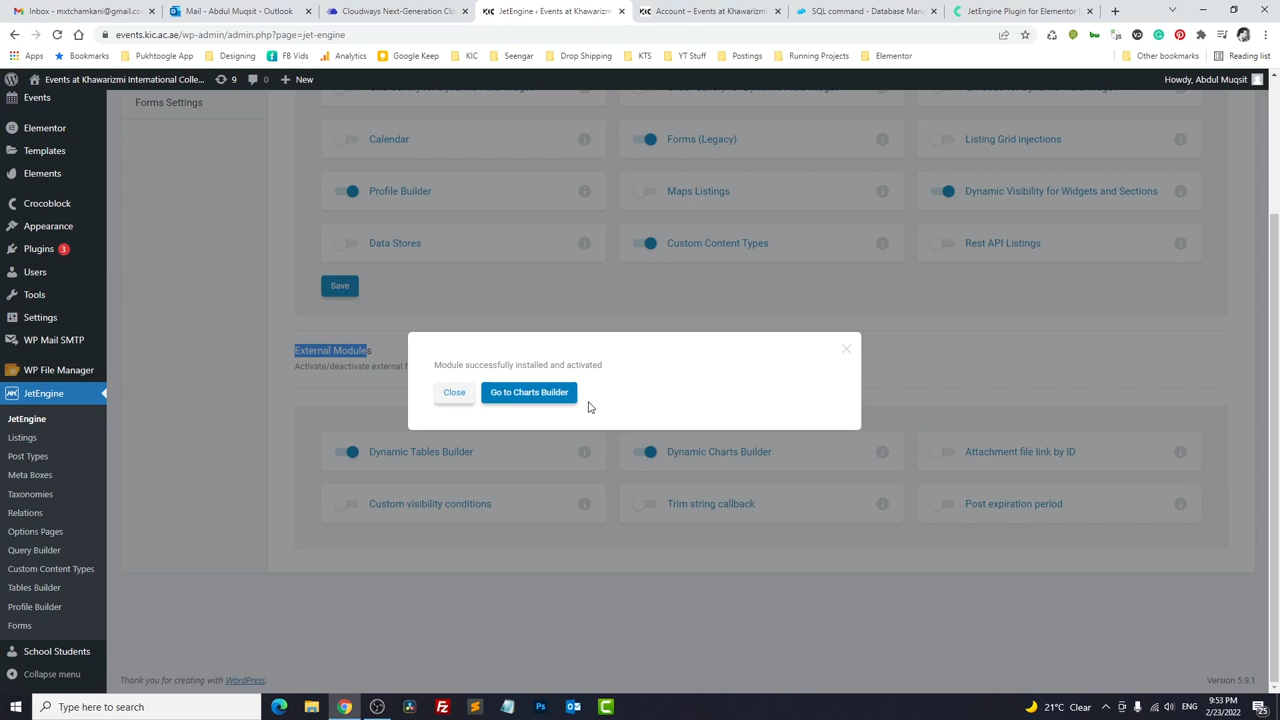 mxtchamkani@gmail.co
Mail - Abdul Muqsit - Outlook
Cloudways Next-Generation Clo
JetEngine ‹ Events at Khawarizmi
Account – Events at Khawarizmi
SQL command - Database Mana
JetEngine Plugin for Elementor
events.kic.ac.ae/wp-admin/admin.php?page=jet-engine
Apps
Pukhtoogle App
Designing
FB Vids
Analytics
Google Keep
KIC
Seengar
Drop Shipping
KTS
YT Stuff
Postings
Running Projects
Elementor
Other bookmarks
Reading list
Events at Khawarizmi International Colle...
9
0
New
Howdy, Abdul Muqsit
Events
Elementor
Templates
Elements
Crocoblock
Appearance
Plugins 3
Users
Tools
Settings
WP Mail SMTP
WP File Manager
JetEngine
JetEngine
Listings
Post Types
Meta Boxes
Taxonomies
Relations
Options Pages
Query Builder
Custom Content Types
Tables Builder
Profile Builder
Forms
School Students
Collapse menu
Forms Settings
Calendar
Forms (Legacy)
Listing Grid injections
Profile Builder
Maps Listings
Dynamic Visibility for Widgets and Sections
Data Stores
Custom Content Types
Rest API Listings
Save
External Modules
Activate/deactivate external f
Module successfully installed and activated
Close
Go to Charts Builder
Dynamic Tables Builder
Dynamic Charts Builder
Attachment file link by ID
Custom visibility conditions
Trim string callback
Post expiration period
Thank you for creating with WordPress.
Version 5.9.1
Type here to search
21°C Clear
9:53 PM
2/23/2022
25